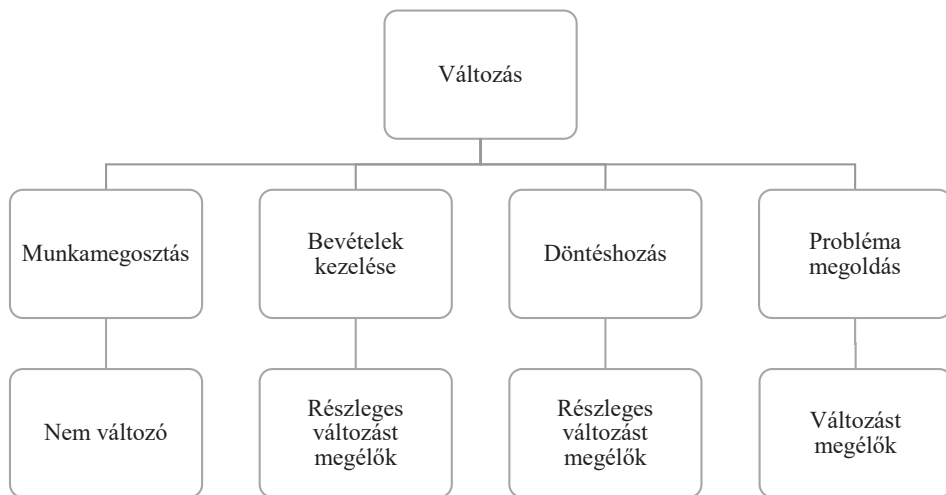 Változás
Munkamegosztás
Bevételek
kezelése
Döntéshozás
Probléma
megoldás
Nem változó
Részleges
változást
megélők
Részleges
változást
megélők
Változást
megélők